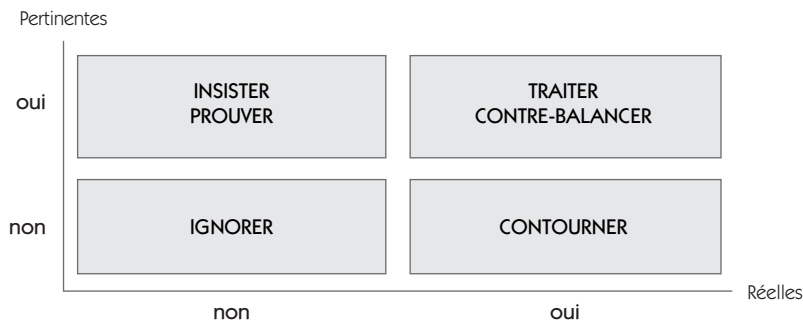 Pertinentes
oui
INSISTER
PROUVER
TRAITER
CONTRE-BALANCER
non
IGNORER
CONTOURNER
Réelles
non
oui